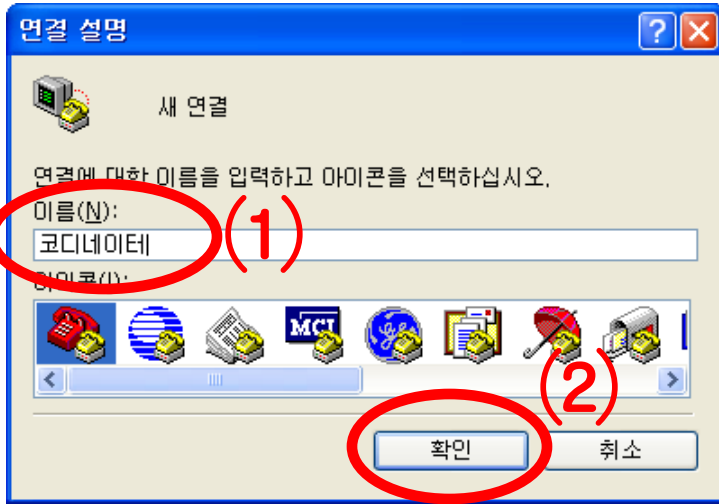 연결 설명
새 연결
연결에 대한 이름을 입력하고 아이콘을 선택하십시오.
이름(N):
코디네이터
(1)
아이콘(I):
MCI
(2)
확인
취소